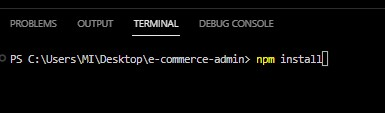 PROBLEMS OUTPUT TERMINAL DEBUG CONSOLE
PS C:\Users\MI\Desktop\e-commerce-admin> npm install